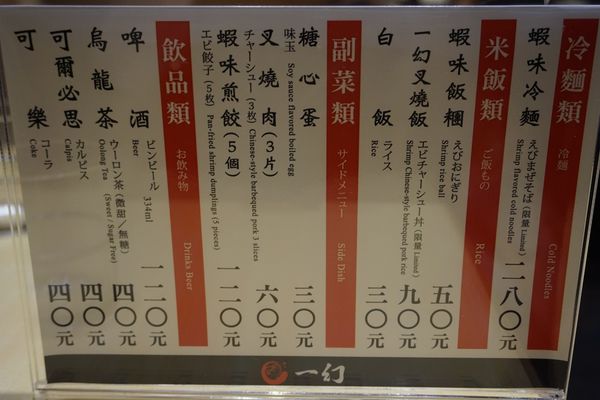 冷麵類 冷麺 Cold Noodles
蝦味冷麵 えびまぜそば(限量 Limited) 一八〇元
Shrimp flavored cold noodles
米飯類 ご飯もの Rice
蝦味飯糰 えびおにぎり 五〇元
Shrimp rice ball
一幻叉燒飯 エビチャーシュー丼(限量 Limited) 九〇元
Shrimp Chinese-style barbequed pork rice
白飯 ライス 三〇元
Rice
副菜類 サイドメニュー Side Dish
糖心蛋 三〇元
味玉 Soy sauce flavored boiled egg
叉燒肉(3片) 六〇元
チャーシュー(3枚) Chinese-style barbequed pork 3 slices
蝦味煎餃(5個) 一二〇元
エビ餃子(5枚) Pan-fried shrimp dumplings (5 pieces)
飲品類 お飲み物 Drinks Beer
啤酒 ビンビール 334ml 一二〇元
Beer
烏龍茶 ウーロン茶(微甜/無糖) 四〇元
Oolong Tea (Sweet / Sugar Free)
可爾必思 カルピス 四〇元
Calpis
可樂 コーラ 四〇元
Coke
一幻